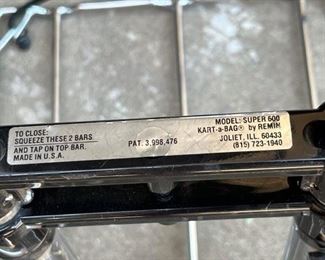 TO CLOSE:
SQUEEZE THESE 2 BARS
AND TAP ON TOP BAR.
MADE IN U.S.A.
PAT. 3,998,476
MODEL: SUPER 600
KART-a-BAG® by REMIN
JOLIET, ILL. 60433
(815) 723-1940